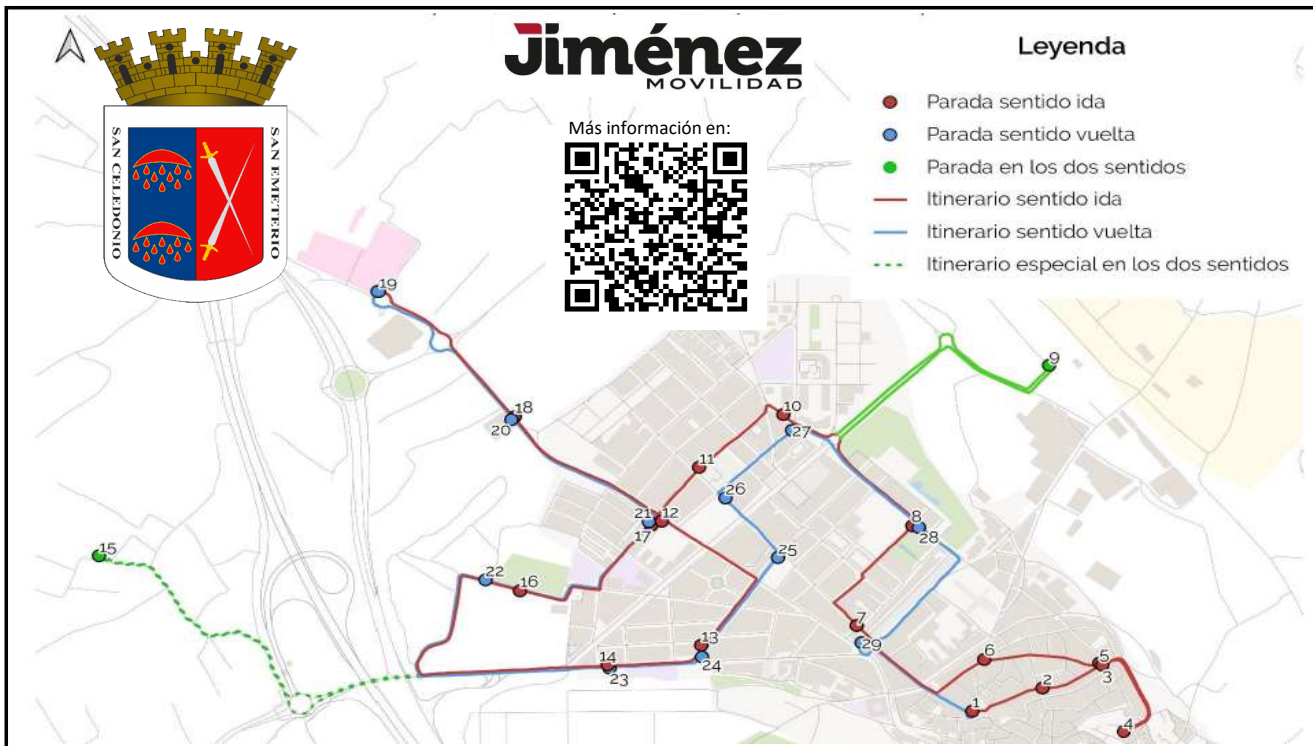 Jiménez
MOVILIDAD
Más información en:
SAN CELEDONIO
SAN EMETERIO
Leyenda
Parada sentido ida
Parada sentido vuelta
Parada en los dos sentidos
Itinerario sentido ida
Itinerario sentido vuelta
Itinerario especial en los dos sentidos
19
9
18
20
10
27
11
26
21
12
17
8
28
15
25
22
16
7
29
13
24
14
23
6
5
3
2
1
4